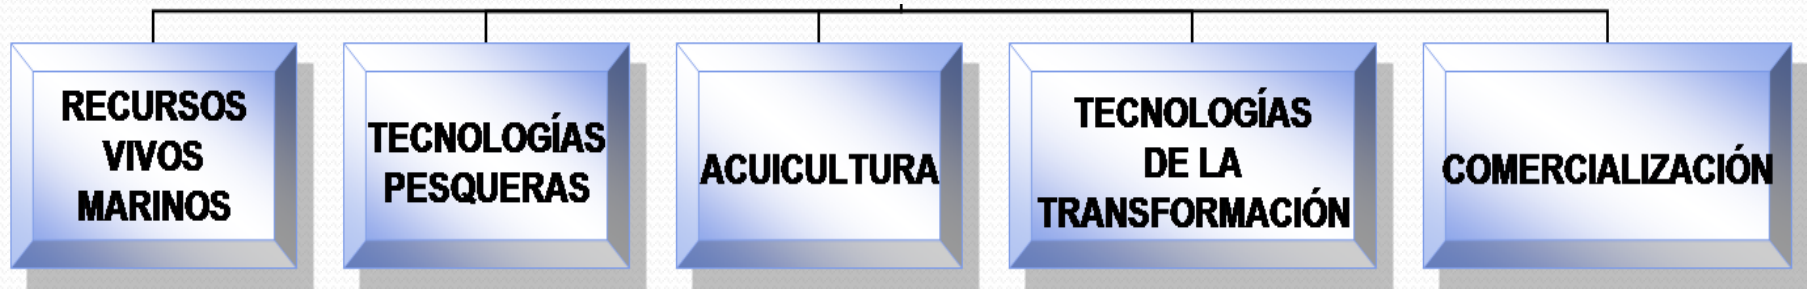 RECURSOS
VIVOS
MARINOS
TECNOLOGÍAS
PESQUERAS
ACUICULTURA
TECNOLOGÍAS
DE LA
TRANSFORMACIÓN
COMERCIALIZACIÓN